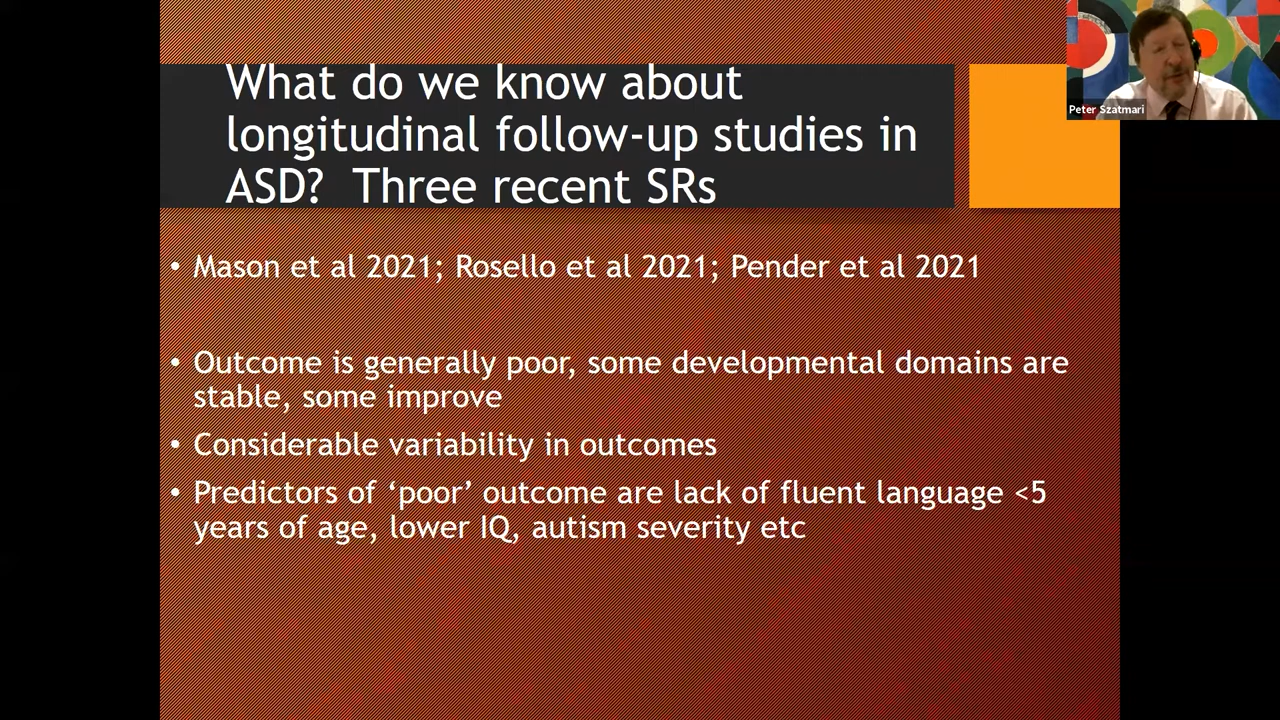 What do we know about
longitudinal follow-up studies in
ASD? Three recent SRs
Peter Szatmari
• Mason et al 2021; Rosello et al 2021; Pender et al 2021
• Outcome is generally poor, some developmental domains are
stable, some improve
• Considerable variability in outcomes
• Predictors of ‘poor’ outcome are lack of fluent language <5
years of age, lower IQ, autism severity etc